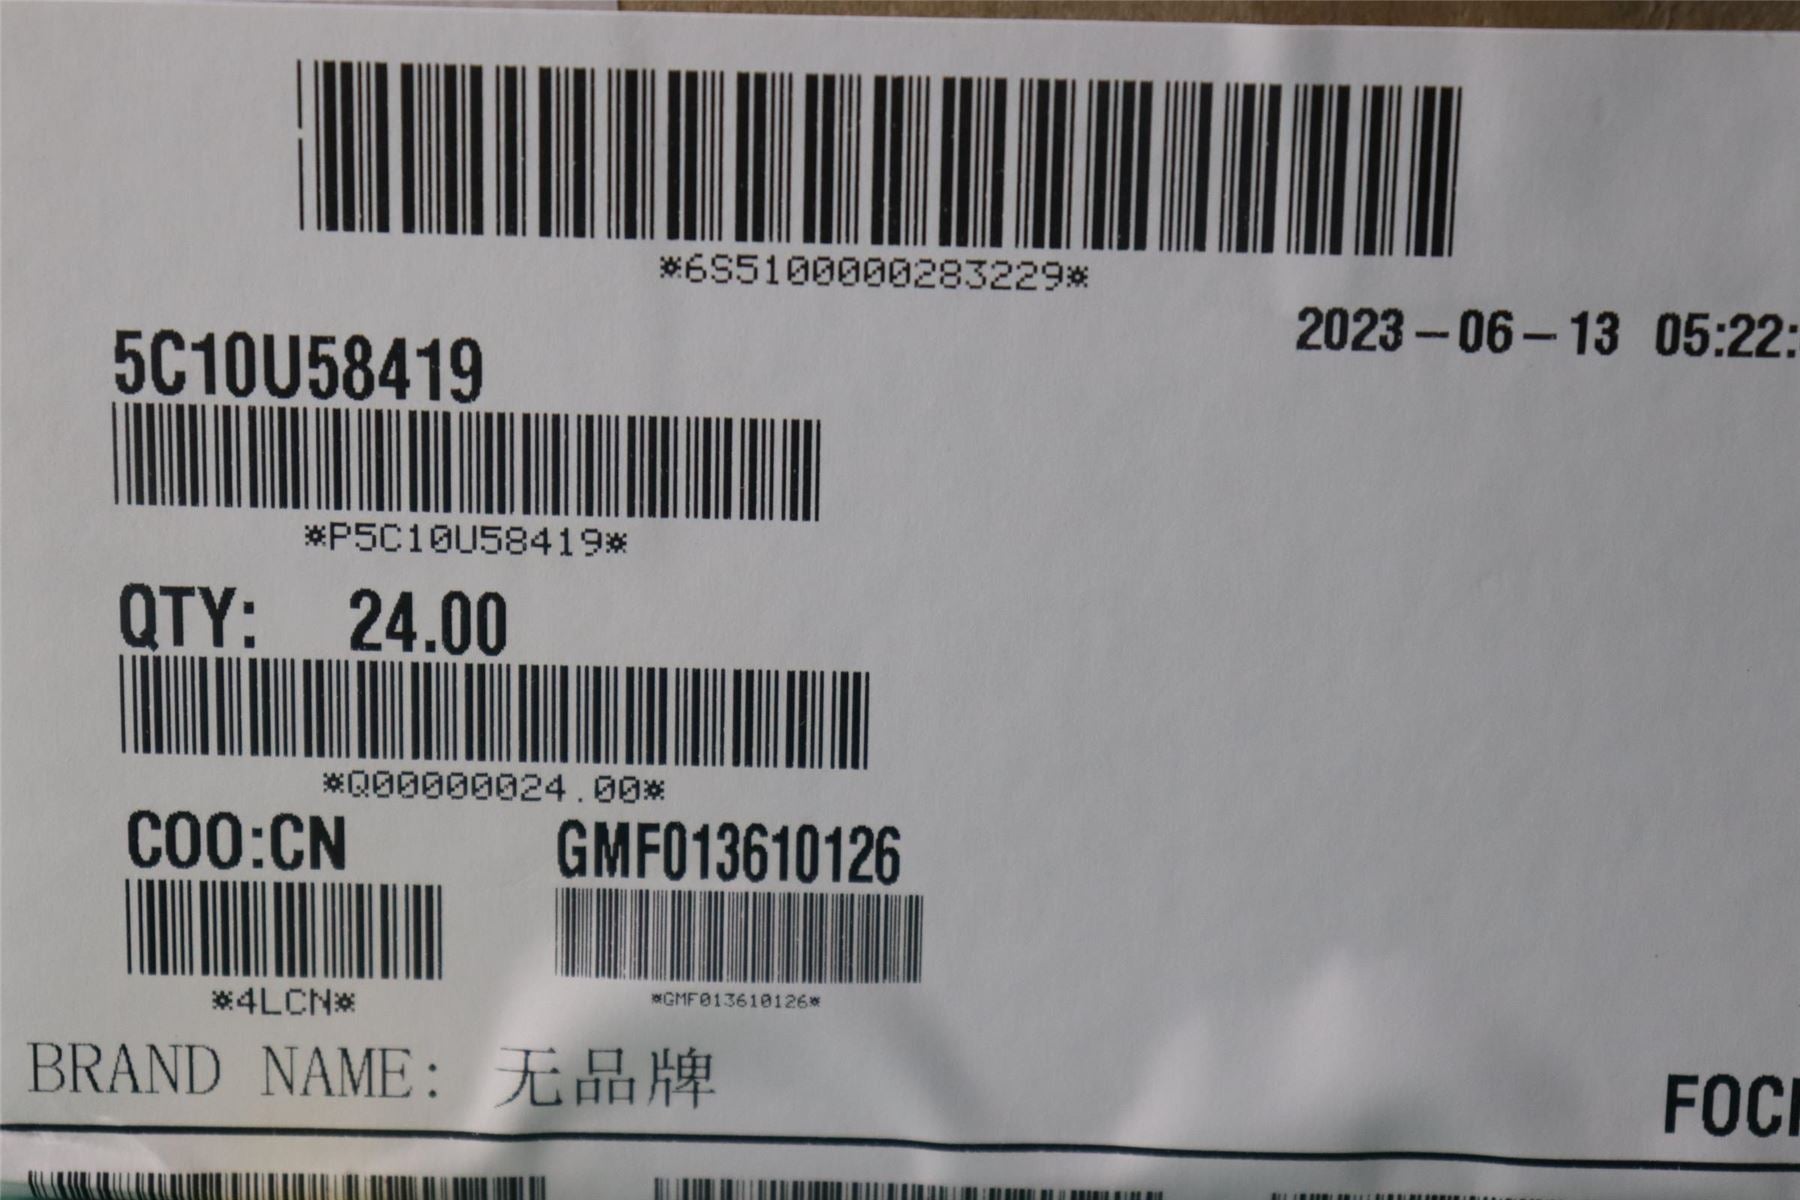 *6S5100000283229*
2023-06-13 05:22:
5C10U58419
*P5C10U58419*
QTY: 24.00
*Q00000024.00*
COO:CN GMF013610126
*4LCN* *GMF013610126*
BRAND NAME: 无品牌
FOC